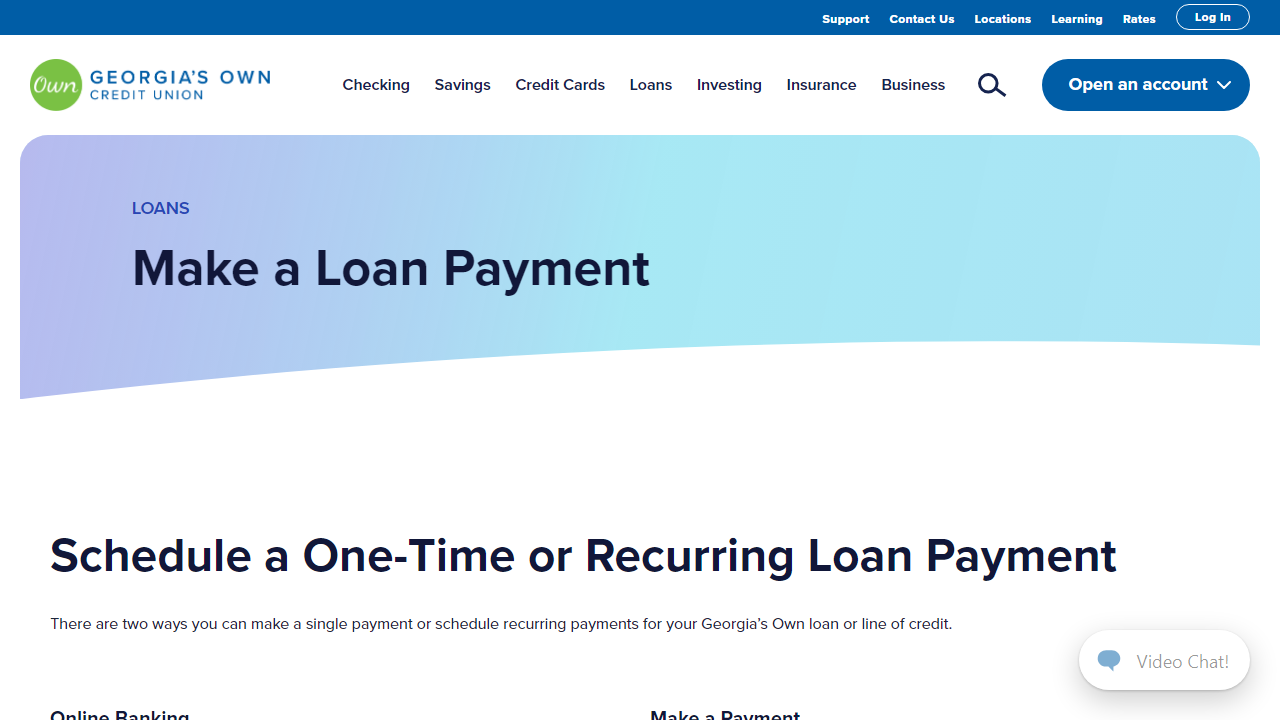 Support Contact Us Locations Learning Rates Log In
Own GEORGIA'S OWN
CREDIT UNION
Checking Savings Credit Cards Loans Investing Insurance Business Open an account
LOANS
Make a Loan Payment
Schedule a One-Time or Recurring Loan Payment
There are two ways you can make a single payment or schedule recurring payments for your Georgia’s Own loan or line of credit.
Video Chat!
Online Banking Make a Payment